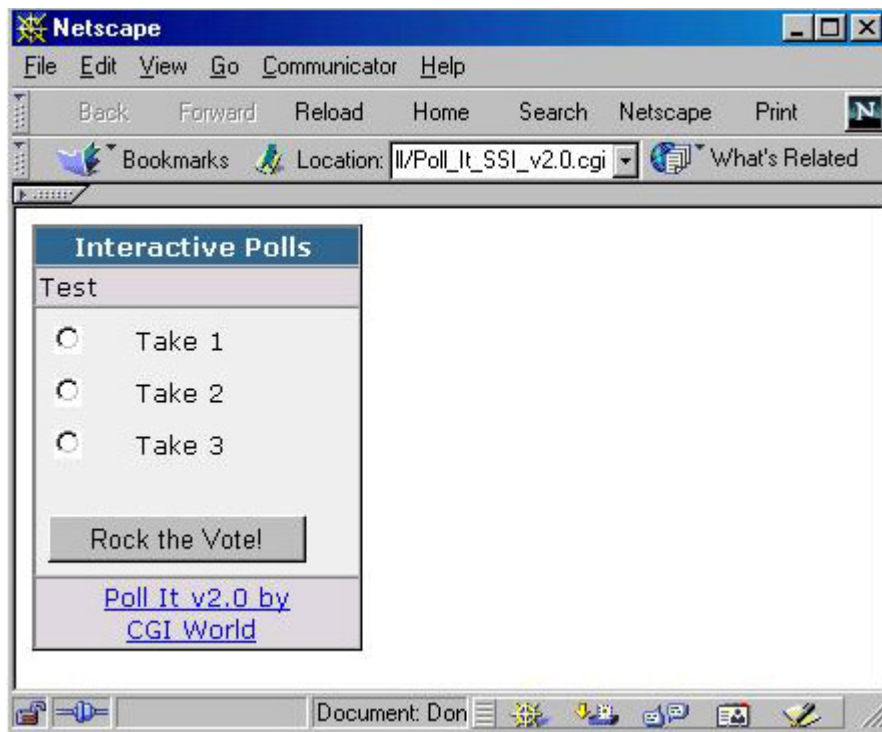 Netscape
File Edit View Go Communicator Help
Back Forward Reload Home Search Netscape Print N
Bookmarks Location: ll/Poll_It_SSI_v2.0.cgi What's Related
Interactive Polls
Test
Take 1
Take 2
Take 3
Rock the Vote!
Poll It v2.0 by
CGI World
Document: Don